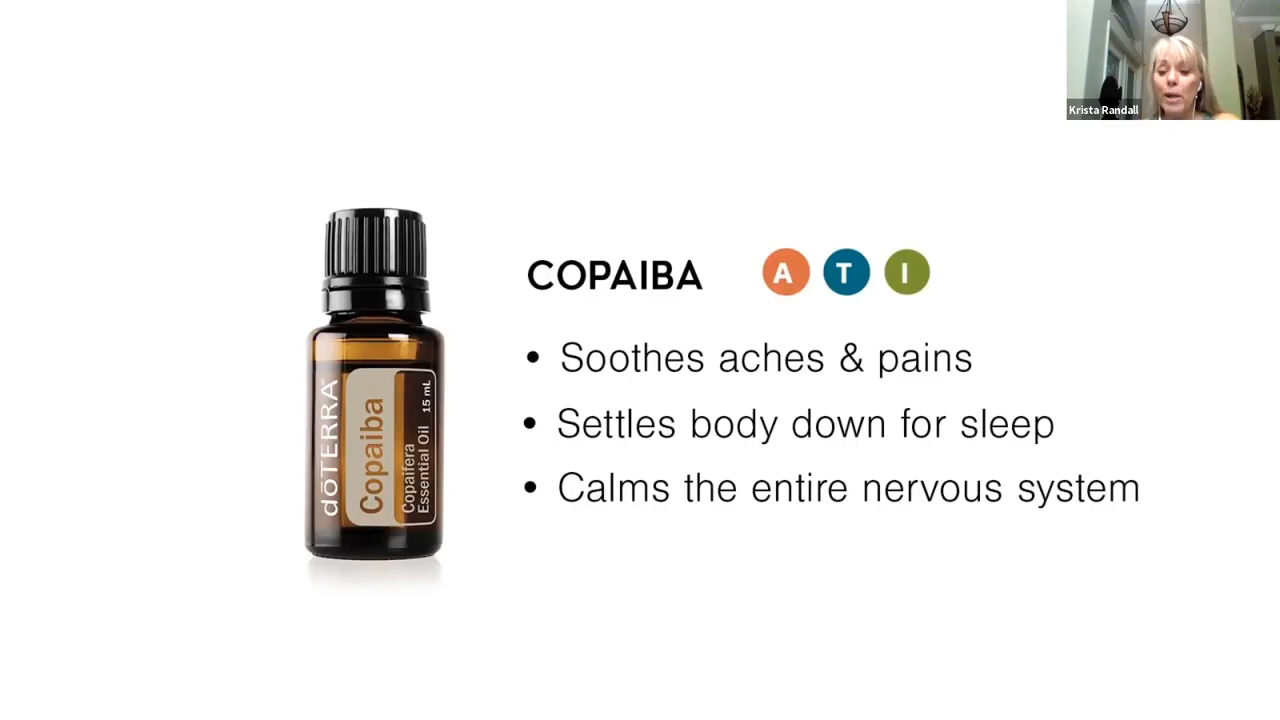 Krista Randall
COPAIBA A T I
• Soothes aches & pains
• Settles body down for sleep
• Calms the entire nervous system
dōTERRA®
Copaiba
Copaifera
Essential Oil 15 mL